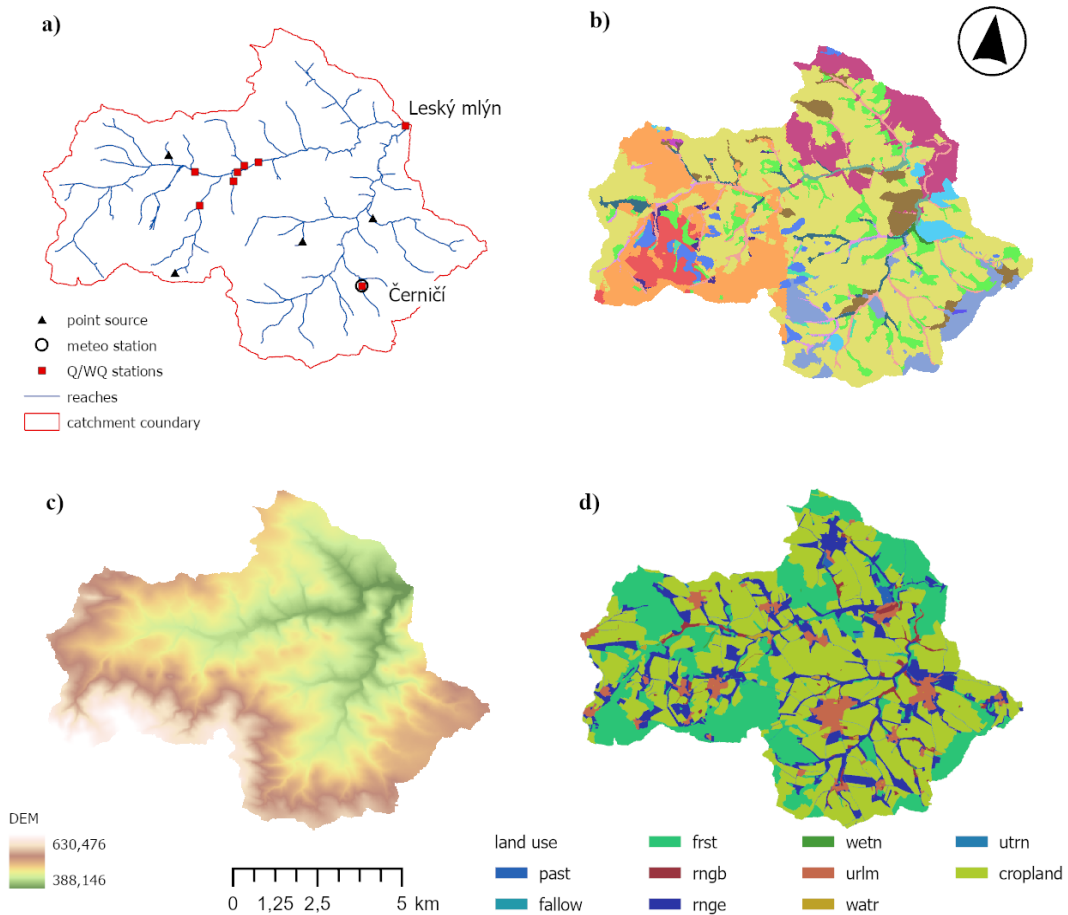 a)
b)
Leský mlýn
Černičí
point source
meteo station
Q/WQ stations
reaches
catchment coundary
c)
d)
DEM
630,476
388,146
0 1,25 2,5 5 km
land use
frst
wetn
utrn
past
rngb
urlm
cropland
fallow
rnge
watr